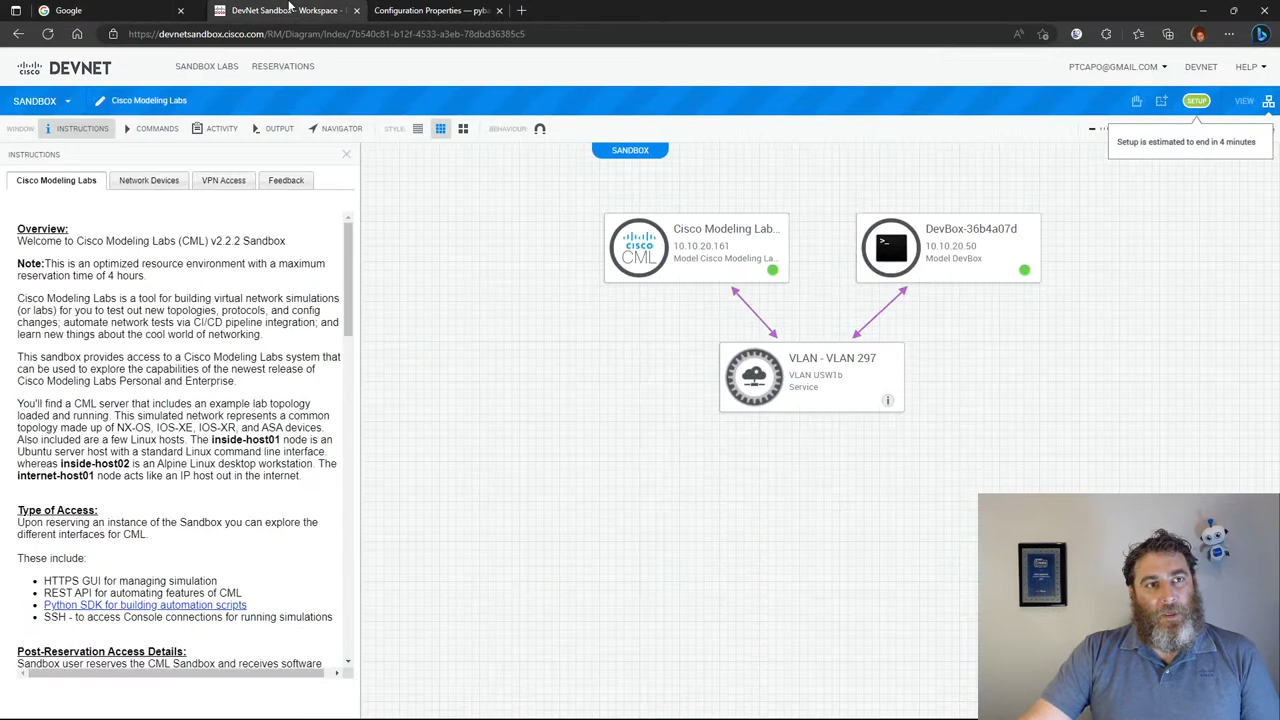 Google
DevNet Sandbox - Workspace -
Configuration Properties — pyba
https://devnetsandbox.cisco.com/RM/Diagram/Index/7b540c81-b12f-4533-a3eb-78dbd36385c5
CISCO
DEVNET
SANDBOX LABS
RESERVATIONS
PTCAPO@GMAIL.COM
DEVNET
HELP
SANDBOX
Cisco Modeling Labs
SETUP
VIEW
WINDOW:
INSTRUCTIONS
COMMANDS
ACTIVITY
OUTPUT
NAVIGATOR
STYLE:
BEHAVIOUR:
Setup is estimated to end in 4 minutes
INSTRUCTIONS
SANDBOX
Cisco Modeling Labs
Network Devices
VPN Access
Feedback
Overview:
Welcome to Cisco Modeling Labs (CML) v2.2.2 Sandbox
Note:This is an optimized resource environment with a maximum
reservation time of 4 hours.
Cisco Modeling Labs is a tool for building virtual network simulations
(or labs) for you to test out new topologies, protocols, and config
changes; automate network tests via CI/CD pipeline integration; and
learn new things about the cool world of networking.
This sandbox provides access to a Cisco Modeling Labs system that
can be used to explore the capabilities of the newest release of
Cisco Modeling Labs Personal and Enterprise.
You'll find a CML server that includes an example lab topology
loaded and running. This simulated network represents a common
topology made up of NX-OS, IOS-XE, IOS-XR, and ASA devices.
Also included are a few Linux hosts. The inside-host01 node is an
Ubuntu server host with a standard Linux command line interface.
whereas inside-host02 is an Alpine Linux desktop workstation. The
internet-host01 node acts like an IP host out in the internet.
Type of Access:
Upon reserving an instance of the Sandbox you can explore the
different interfaces for CML.
These include:
HTTPS GUI for managing simulation
REST API for automating features of CML
Python SDK for building automation scripts
SSH - to access Console connections for running simulations
Post-Reservation Access Details:
Sandbox user reserves the CML Sandbox and receives software
CISCO
CML
Cisco Modeling Lab...
10.10.20.161
Model Cisco Modeling La...
>_
DevBox-36b4a07d
10.10.20.50
Model DevBox
VLAN - VLAN 297
VLAN USW1b
Service
CISCO